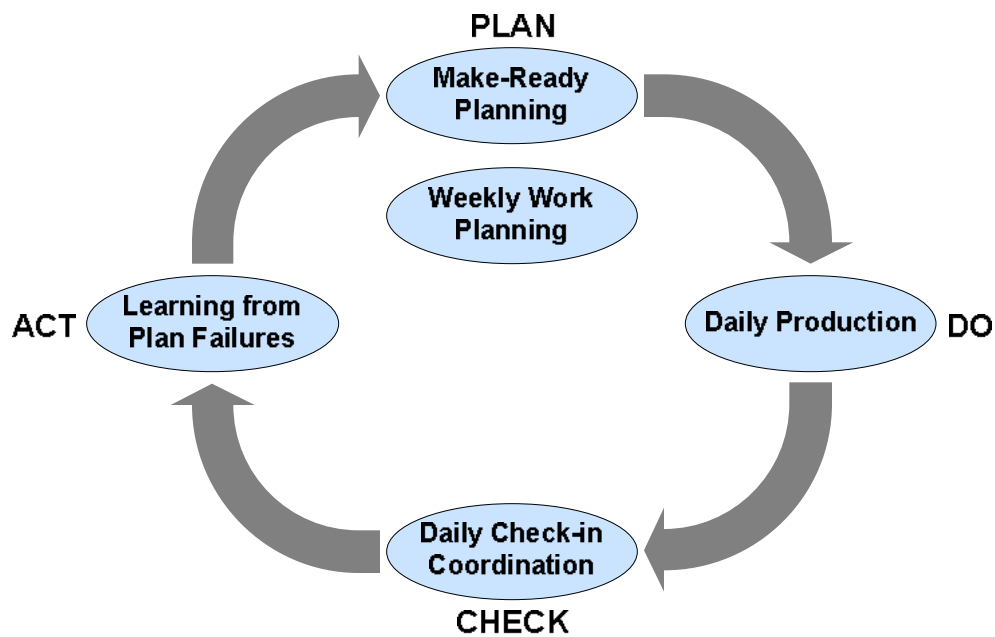 PLAN
Make-Ready
Planning
Weekly Work
Planning
Daily Production
DO
Daily Check-in
Coordination
CHECK
Learning from
Plan Failures
ACT